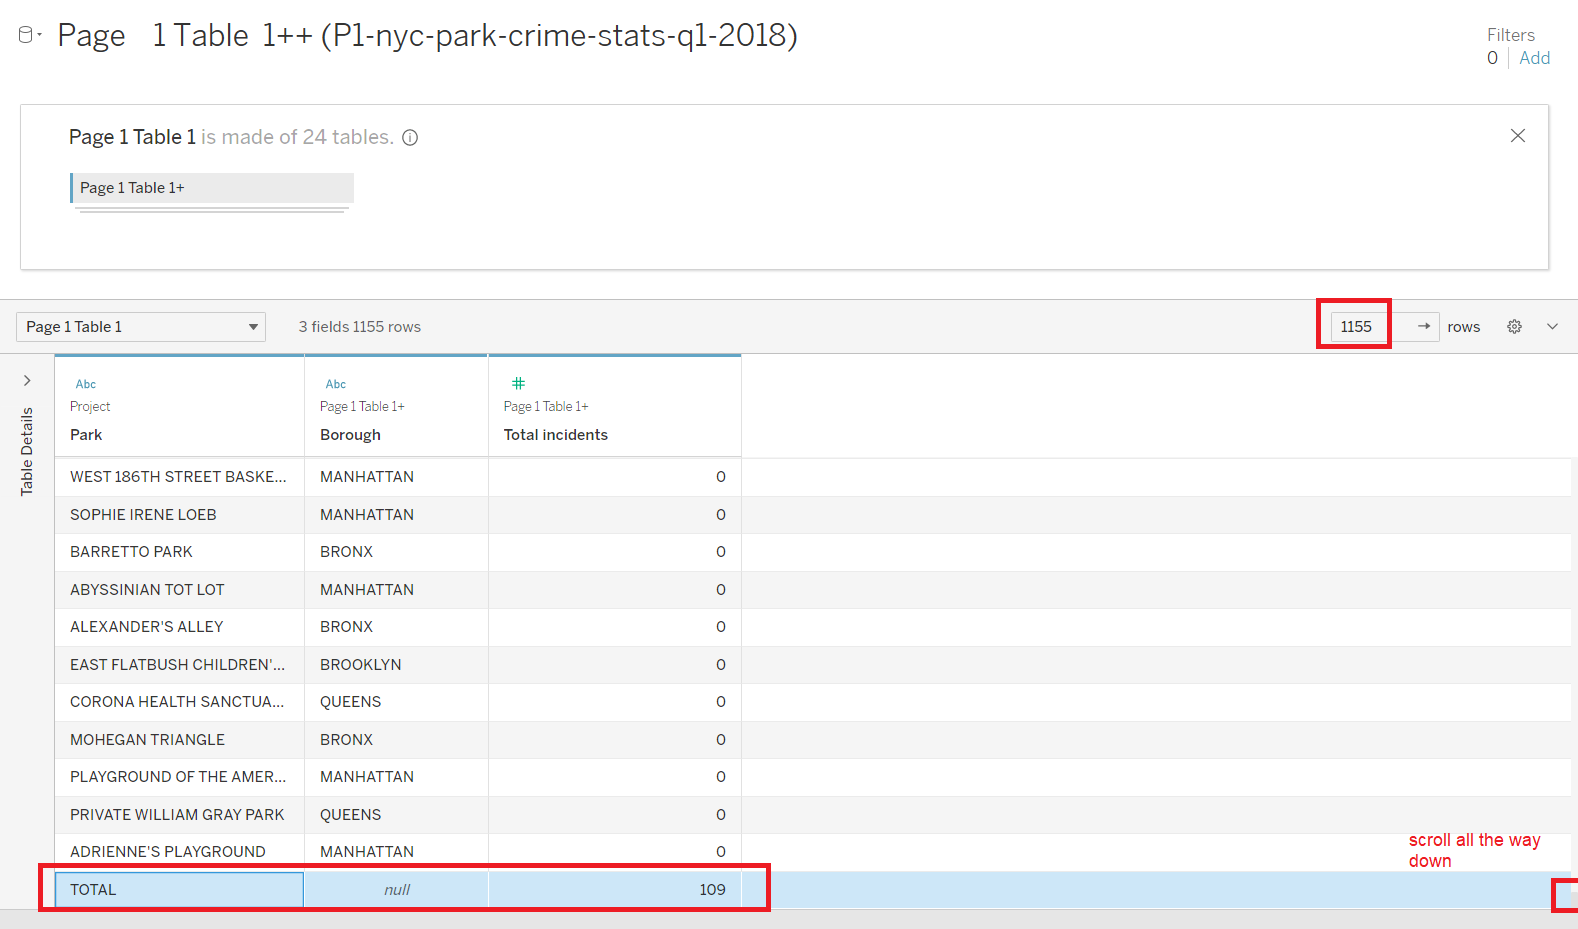 Page 1 Table 1++ (P1-nyc-park-crime-stats-q1-2018)
Filters
0 Add
Page 1 Table 1 is made of 24 tables.
Page 1 Table 1+
Page 1 Table 1
3 fields 1155 rows
1155 → rows
Table Details
Abc Abc #
Project Page 1 Table 1+ Page 1 Table 1+
Park Borough Total incidents
WEST 186TH STREET BASKE... MANHATTAN 0
SOPHIE IRENE LOEB MANHATTAN 0
BARRETTO PARK BRONX 0
ABYSSINIAN TOT LOT MANHATTAN 0
ALEXANDER'S ALLEY BRONX 0
EAST FLATBUSH CHILDREN'... BROOKLYN 0
CORONA HEALTH SANCTUA... QUEENS 0
MOHEGAN TRIANGLE BRONX 0
PLAYGROUND OF THE AMER... MANHATTAN 0
PRIVATE WILLIAM GRAY PARK QUEENS 0
ADRIENNE'S PLAYGROUND MANHATTAN 0
scroll all the way
down
TOTAL null 109